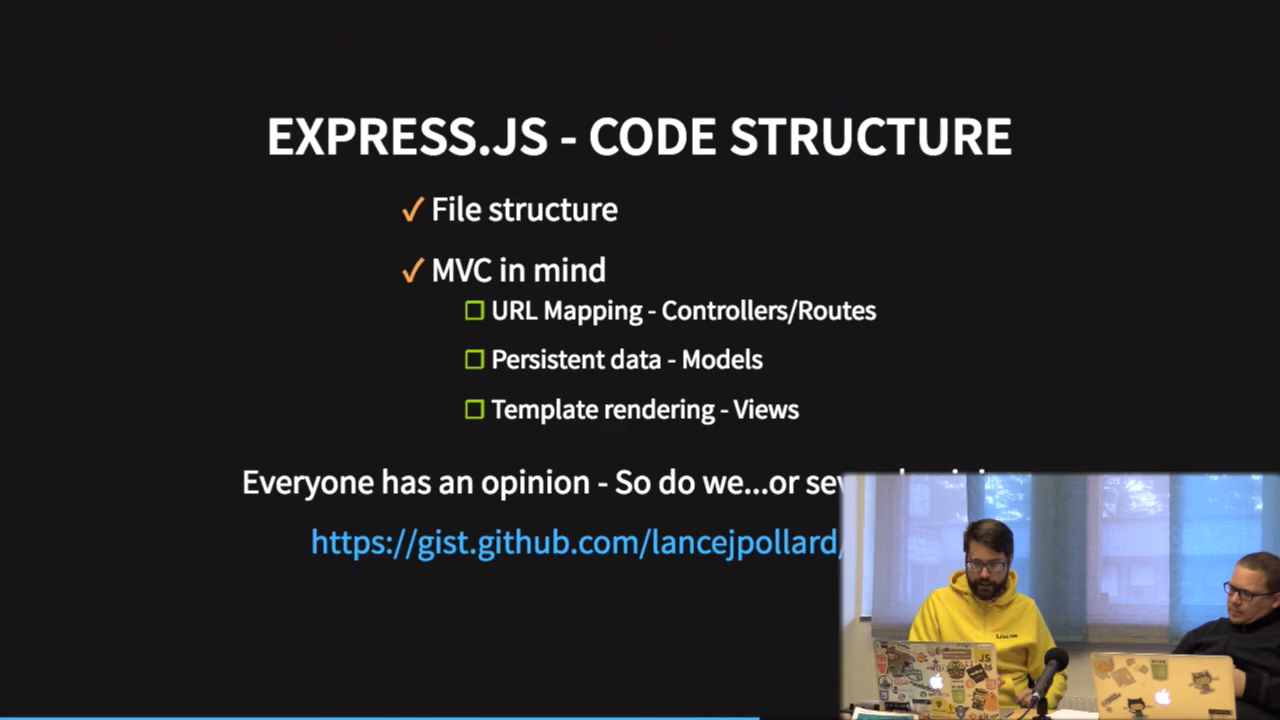 EXPRESS.JS - CODE STRUCTURE
File structure
MVC in mind
URL Mapping - Controllers/Routes
Persistent data - Models
Template rendering - Views
Everyone has an opinion - So do we...or
https://gist.github.com/lancejpollard/
JS